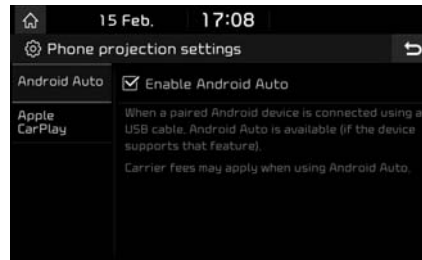 15 Feb. 17:08
Phone projection settings
Android Auto
Enable Android Auto
When a paired Android device is connected using a
USB cable, Android Auto is available (if the device
supports that feature).
Carrier fees may apply when using Android Auto.
Apple
CarPlay